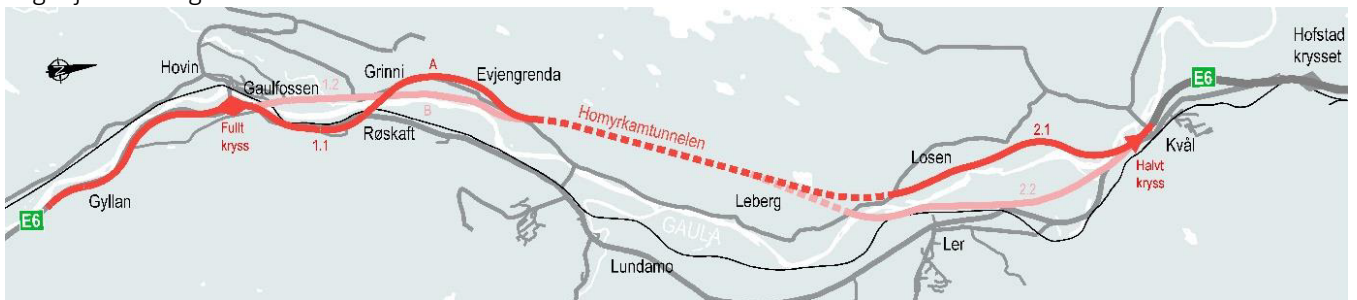 Hofstad
krysset
E6
Hovin
Grinni
A
Evjengrenda
Gaulfossen
1.2
B
Fullt
kryss
1.1
Røskaft
Homyrkamtunnelen
2.1
Losen
Kvål
Halvt
kryss
Gyllan
Leberg
2.2
E6
GAULA
Ler
Lundamo